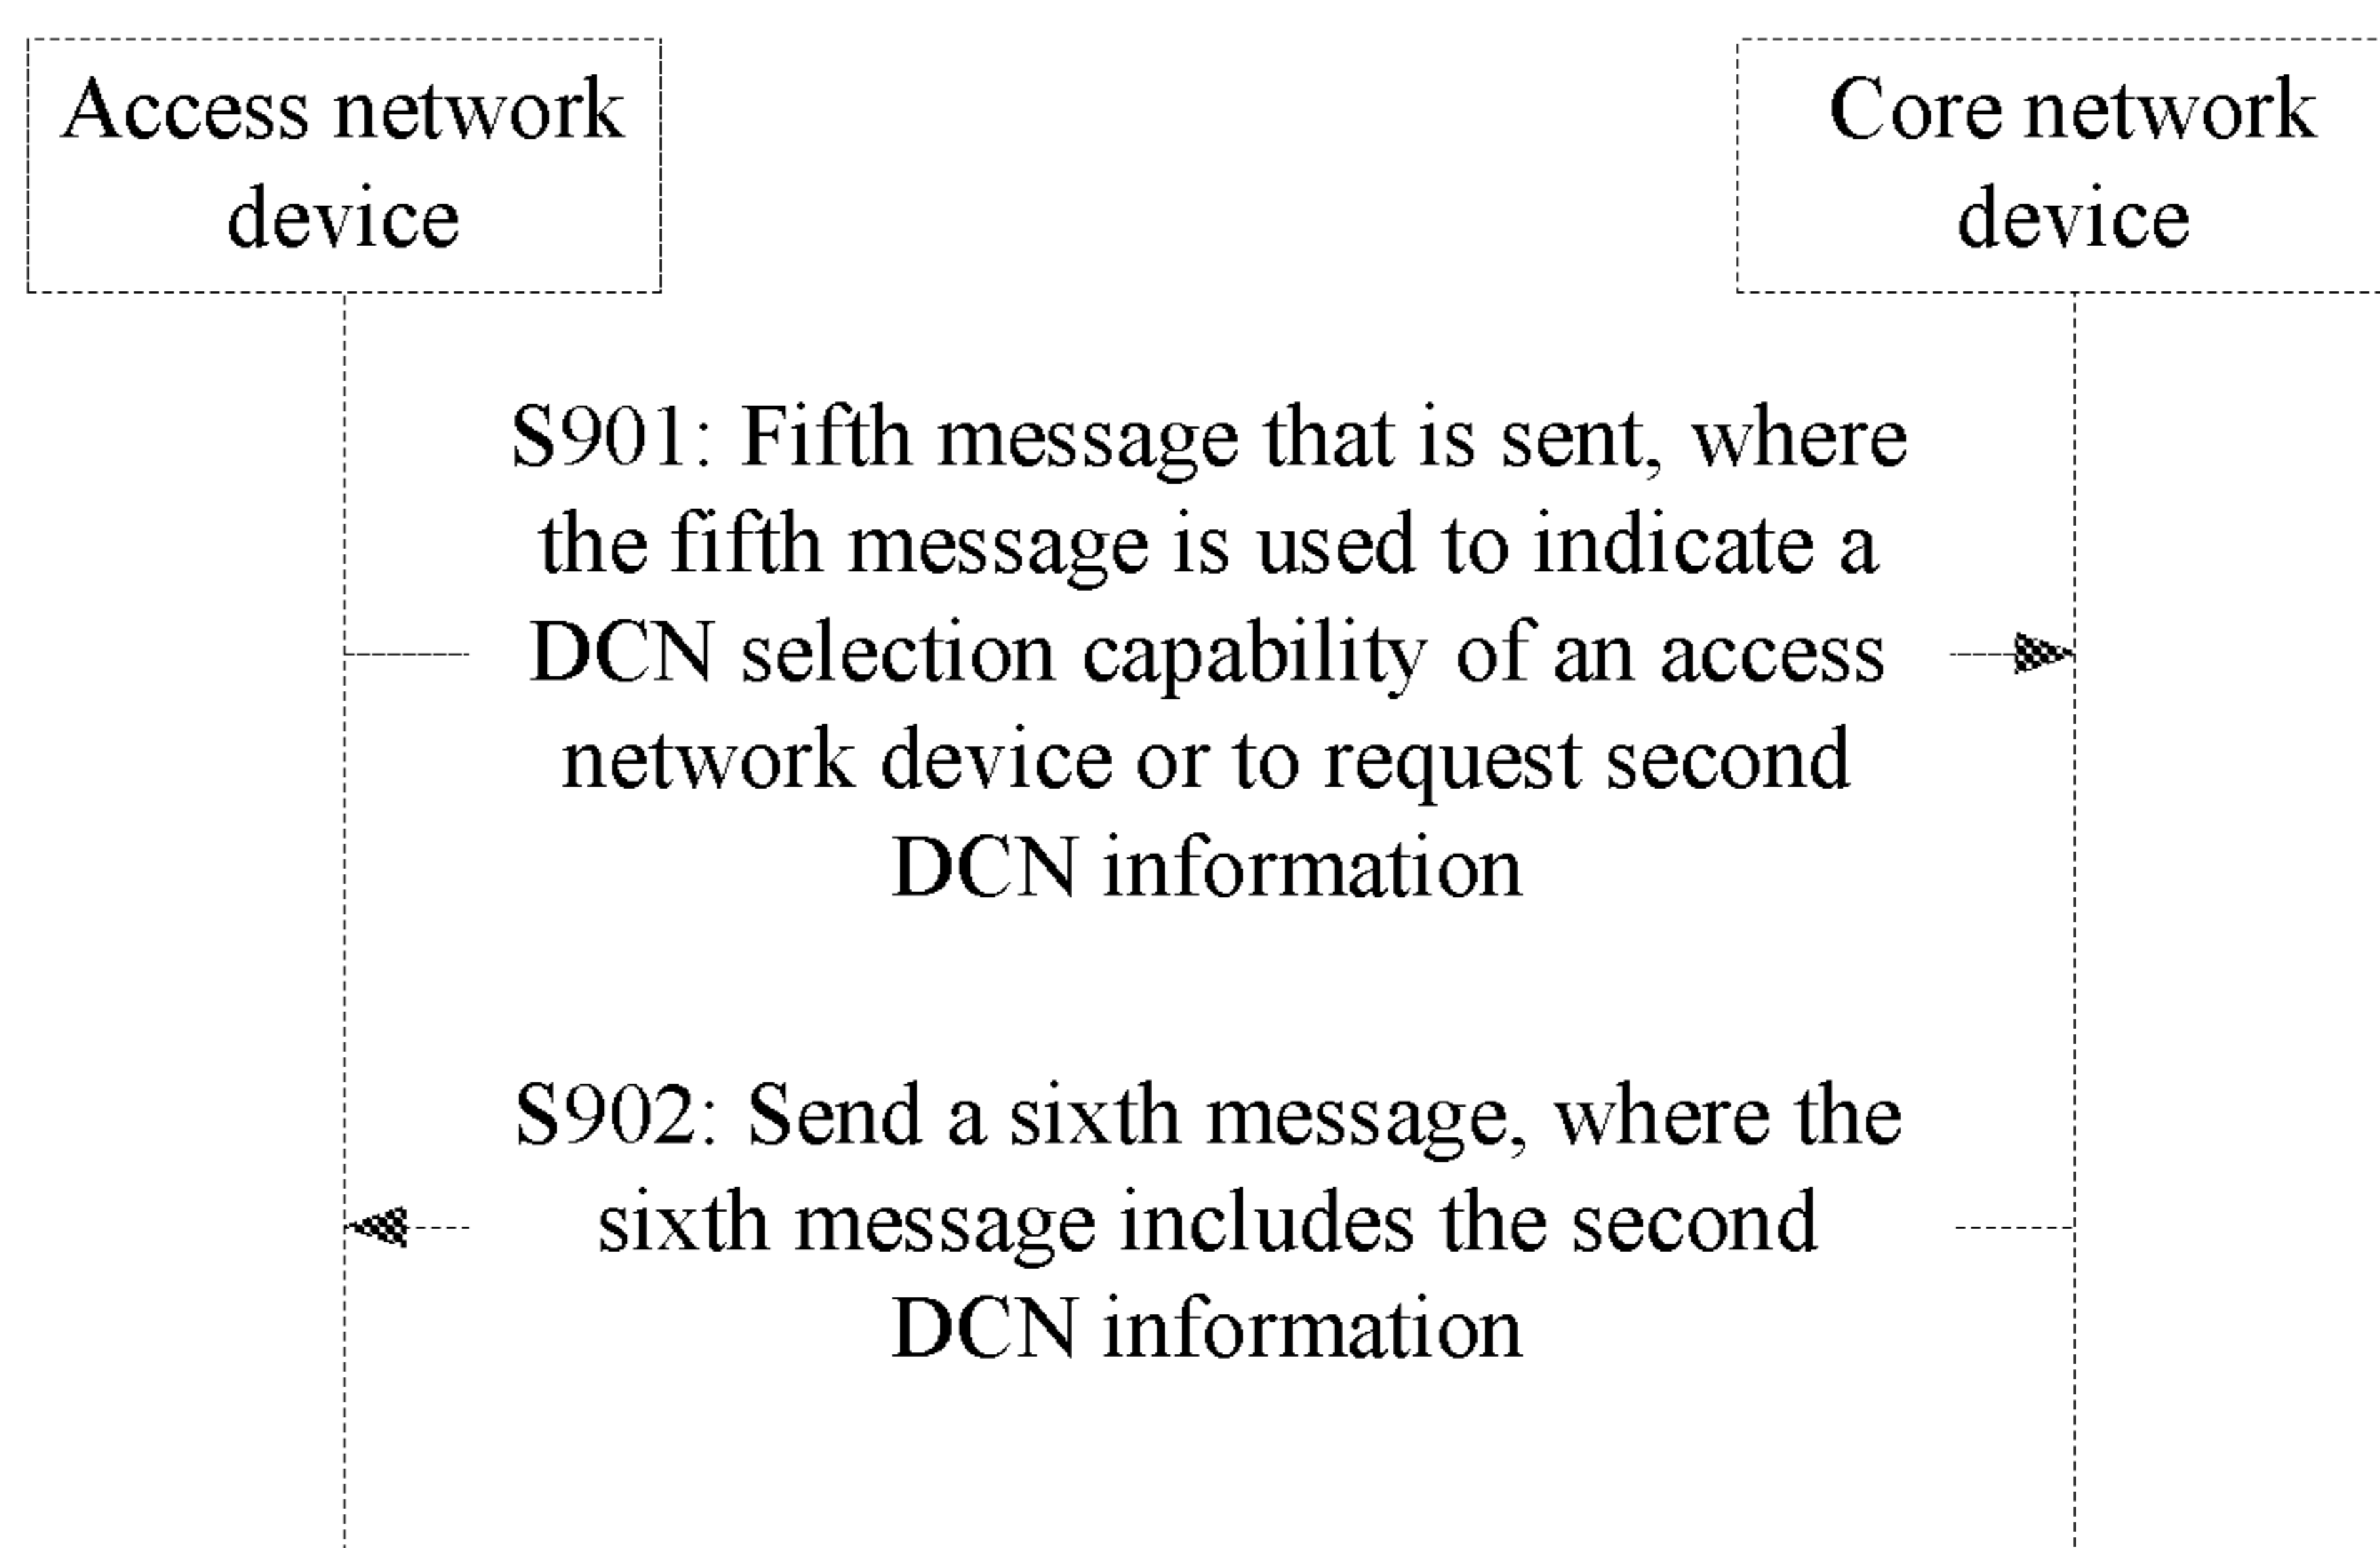 Access network
device
Core network
device
S901: Fifth message that is sent, where
the fifth message is used to indicate a
DCN selection capability of an access
network device or to request second
DCN information
S902: Send a sixth message, where the
sixth message includes the second
DCN information